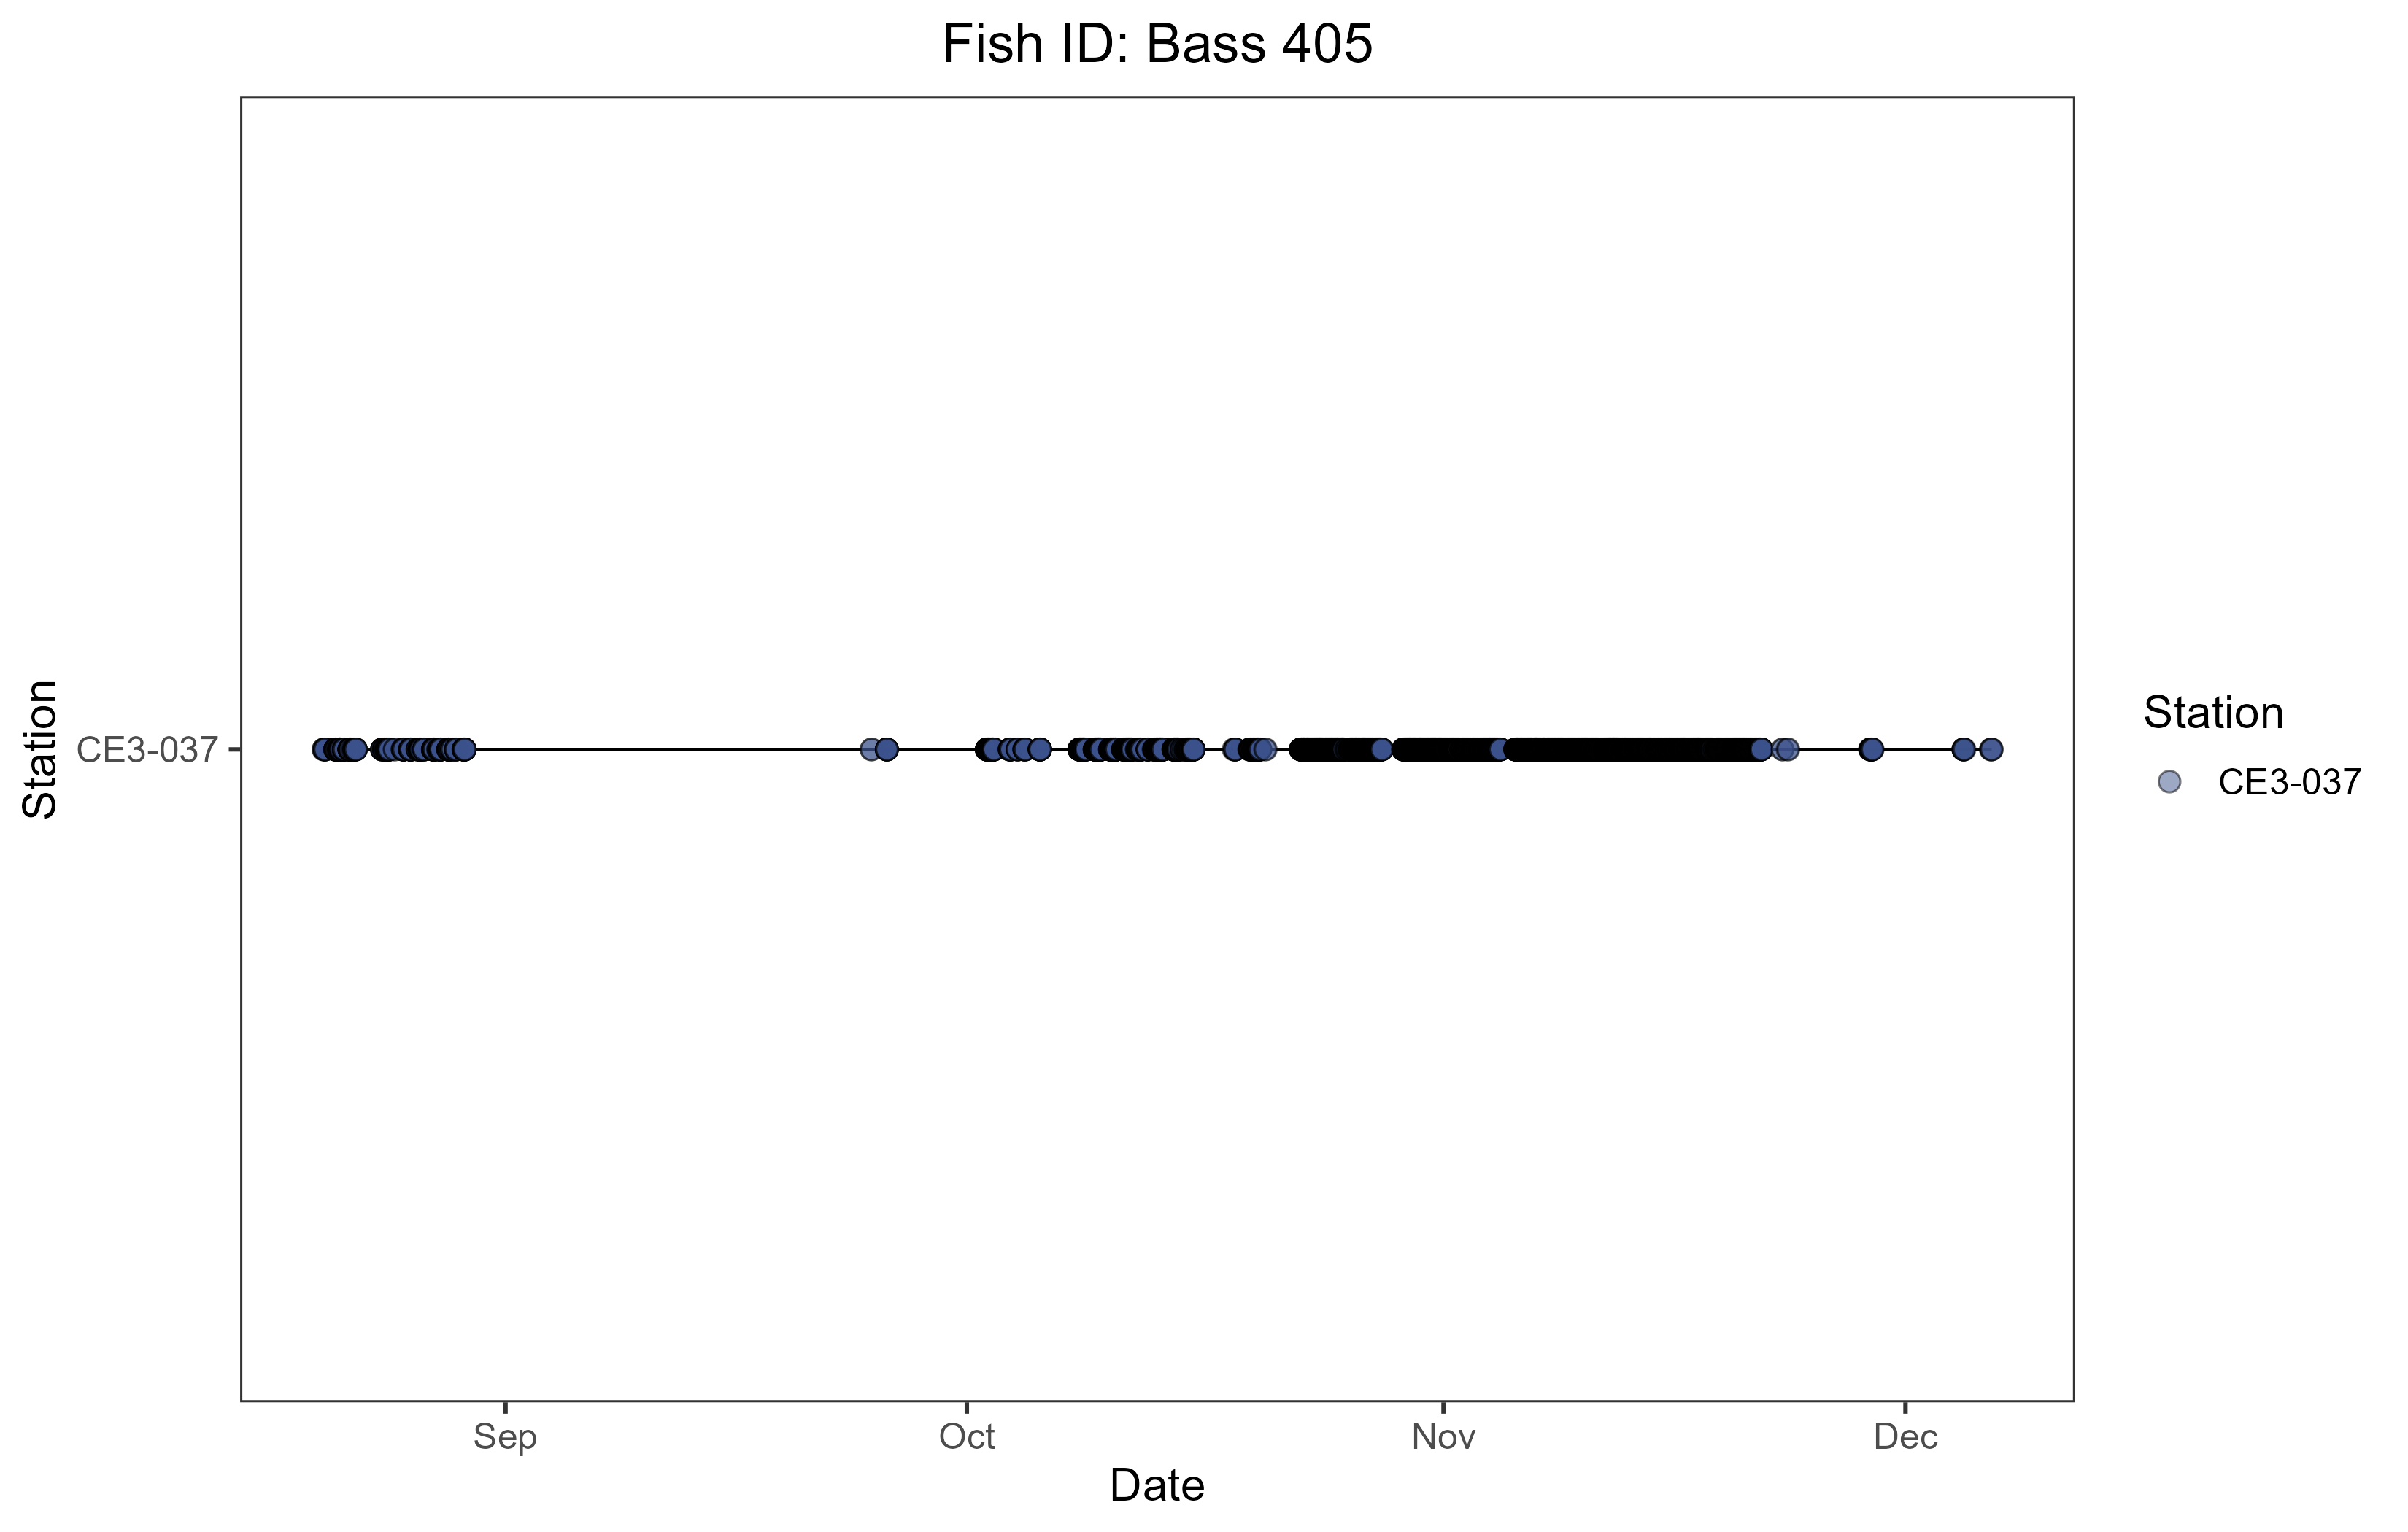 Fish ID: Bass 405
Station
CE3-037
Station
CE3-037
Sep
Oct
Nov
Dec
Date